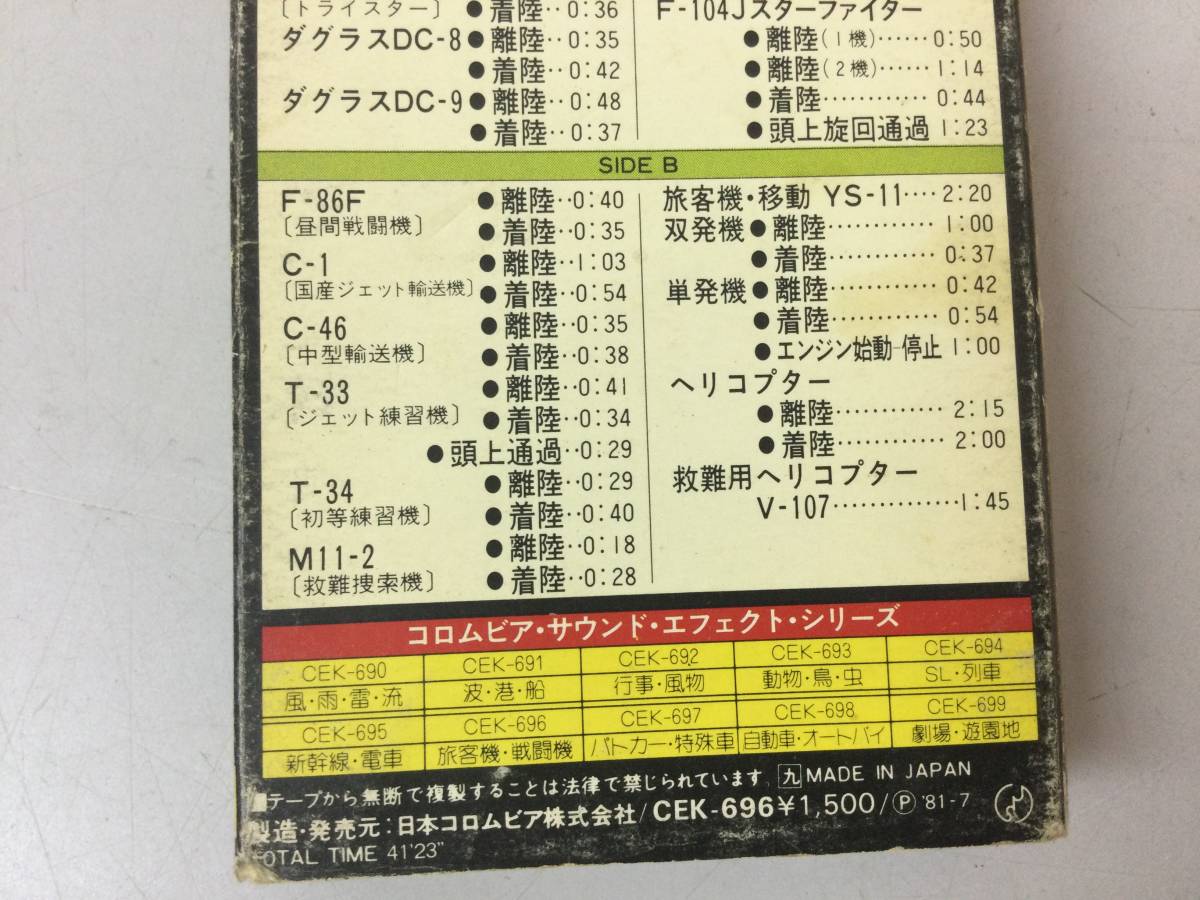 〔トライスター〕 ●着陸‥0:36
ダグラスDC-8●離陸‥0:35
●着陸‥0:42
ダグラスDC-9●離陸‥0:48
●着陸‥0:37
F-104Jスターファイター
●離陸(1機)‥‥‥0:50
●離陸(2機)‥‥‥1:14
●着陸‥‥‥‥‥‥0:44
●頭上旋回通過 1:23
SIDE B
F-86F ●離陸‥0:40
〔昼間戦闘機〕 ●着陸‥0:35
C-1 ●離陸‥1:03
〔国産ジェット輸送機〕 ●着陸‥0:54
C-46 ●離陸‥0:35
〔中型輸送機〕 ●着陸‥0:38
T-33 ●離陸‥0:41
〔ジェット練習機〕 ●着陸‥0:34
●頭上通過‥0:29
T-34 ●離陸‥0:29
〔初等練習機〕 ●着陸‥0:40
M11-2 ●離陸‥0:18
〔救難捜索機〕 ●着陸‥0:28
旅客機・移動 YS-11‥‥2:20
双発機●離陸‥‥‥‥‥‥1:00
●着陸‥‥‥‥‥‥0:37
単発機●離陸‥‥‥‥‥‥0:42
●着陸‥‥‥‥‥‥0:54
●エンジン始動−停止 1:00
ヘリコプター
●離陸‥‥‥‥‥‥2:15
●着陸‥‥‥‥‥‥2:00
救難用ヘリコプター
V-107‥‥‥‥‥‥‥1:45
コロムビア・サウンド・エフェクト・シリーズ
CEK-690 CEK-691 CEK-692 CEK-693 CEK-694
風・雨・雷・流 波・港・船 行事・風物 動物・鳥・虫 SL・列車
CEK-695 CEK-696 CEK-697 CEK-698 CEK-699
新幹線・電車 旅客機・戦闘機 パトカー・特殊車 自動車・オートバイ 劇場・遊園地
■テープから無断で複製することは法律で禁じられています。九 MADE IN JAPAN
製造・発売元:日本コロムビア株式会社/CEK-696¥1,500/Ⓟ'81-7
TOTAL TIME 41'23"